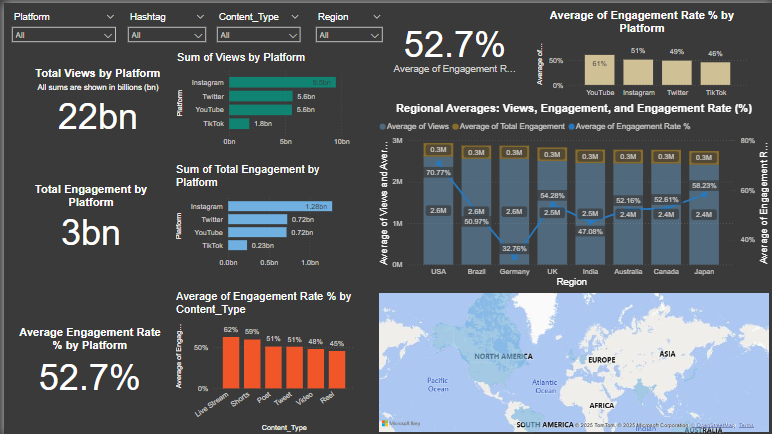 Platform
Hashtag
Content_Type
Region
All
All
All
All
Total Views by Platform
All sums are shown in billions (bn)
22bn
Sum of Views by Platform
Platform
Instagram
Twitter
YouTube
TikTok
5.6bn
5.6bn
1.8bn
0bn
5bn
10bn
52.7%
Average of Engagement R...
Average of Engagement Rate % by
Platform
Average of...
50%
0%
61%
51%
49%
46%
YouTube
Instagram
Twitter
TikTok
Total Engagement by
Platform
3bn
Sum of Total Engagement by
Platform
Platform
Instagram
Twitter
YouTube
TikTok
1.28bn
0.72bn
0.72bn
0.23bn
0.0bn
0.5bn
1.0bn
Regional Averages: Views, Engagement, and Engagement Rate (%)
Average of Views
Average of Total Engagement
Average of Engagement Rate %
Average of Views and Aver...
3M
2M
1M
0M
0.3M
0.3M
0.3M
0.3M
0.3M
0.3M
0.3M
0.3M
70.77%
50.97%
32.76%
54.28%
47.08%
52.16%
52.61%
58.23%
2.6M
2.6M
2.6M
2.5M
2.5M
2.4M
2.4M
2.4M
80%
60%
40%
Average of Engagement R...
USA
Brazil
Germany
UK
India
Australia
Canada
Japan
Region
Average Engagement Rate
% by Platform
52.7%
Average of Engagement Rate % by
Content_Type
Average of Engag...
50%
0%
62%
59%
51%
51%
48%
45%
Live Stream
Shorts
Post
Tweet
Video
Reel
Content_Type
NORTH AMERICA
EUROPE
ASIA
Pacific
Ocean
Atlantic
Ocean
AFRICA
SOUTH AMERICA
Indian
AUSTRALIA
Microsoft Bing
© 2025 TomTom, © 2025 Microsoft Corporation, © OpenStreetMap, Terms